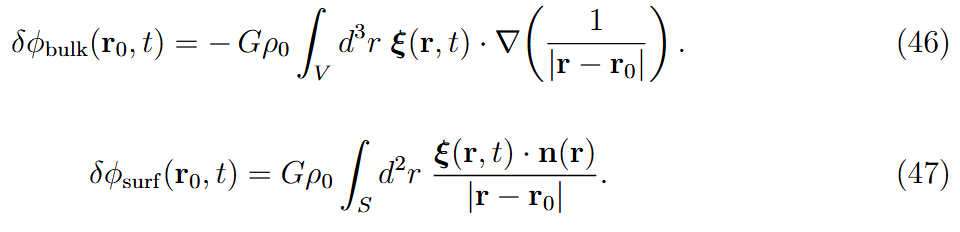 δϕ_bulk(r₀, t) = − Gρ₀ ∫_V d³r ξ(r, t) · ∇(1/|r − r₀|) . (46)
δϕ_surf(r₀, t) = Gρ₀ ∫_S d²r ξ(r, t) · n(r)/|r − r₀| . (47)